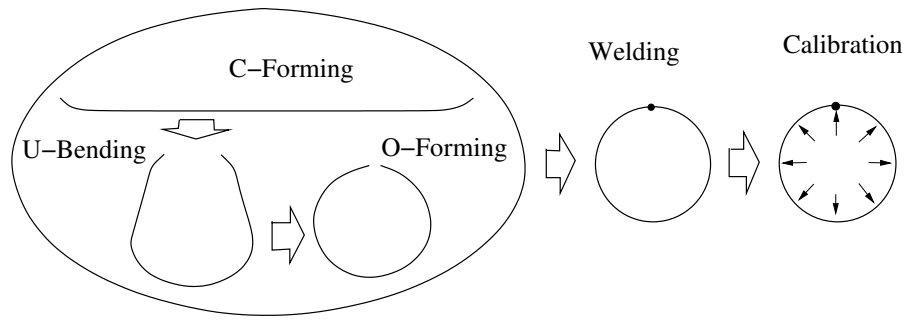 C−Forming
U−Bending
O−Forming
Welding
Calibration